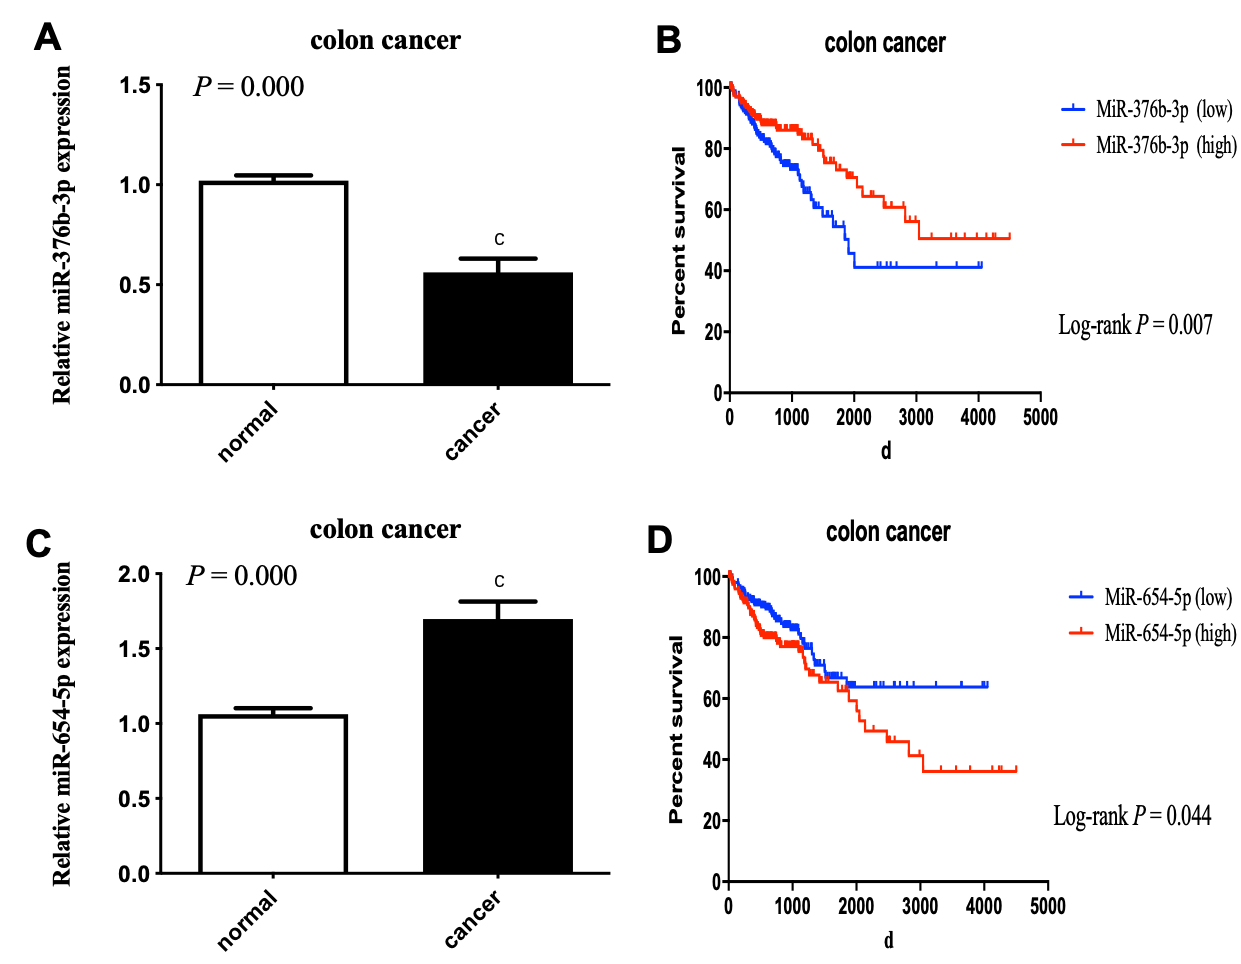 A
colon cancer
P = 0.000
Relative miR-376b-3p expression
1.5
1.0
0.5
0.0
c
normal
cancer
B
colon cancer
Percent survival
100
80
60
40
20
0
0 1000 2000 3000 4000 5000
d
MiR-376b-3p (low)
MiR-376b-3p (high)
Log-rank P = 0.007
C
colon cancer
P = 0.000
Relative miR-654-5p expression
2.0
1.5
1.0
0.5
0.0
c
normal
cancer
D
colon cancer
Percent survival
100
80
60
40
20
0
0 1000 2000 3000 4000 5000
d
MiR-654-5p (low)
MiR-654-5p (high)
Log-rank P = 0.044